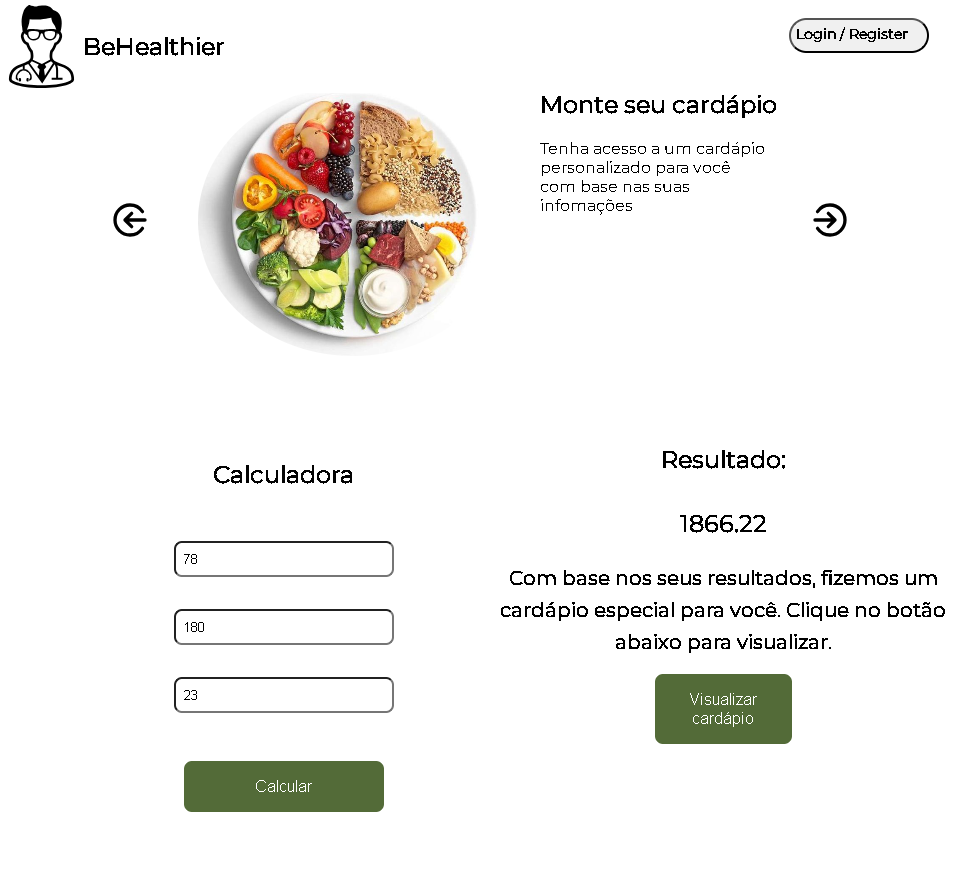 BeHealthier
Login / Register
Monte seu cardápio
Tenha acesso a um cardápio
personalizado para você
com base nas suas
infomações
Calculadora
78
180
23
Calcular
Resultado:
1866.22
Com base nos seus resultados, fizemos um
cardápio especial para você. Clique no botão
abaixo para visualizar.
Visualizar
cardápio